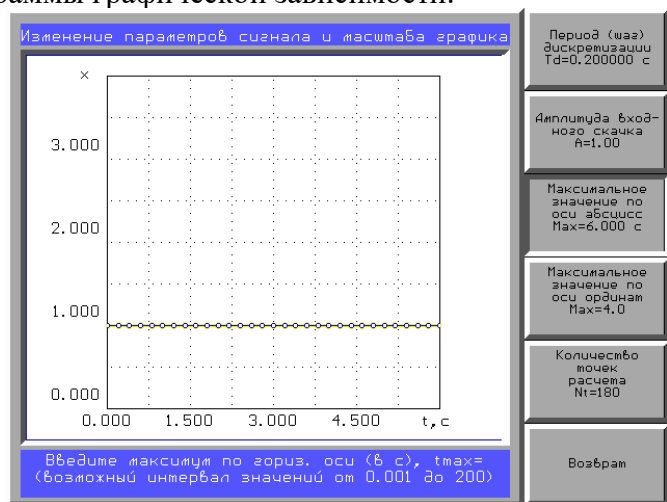 раммы графической зависимости.
Изменение параметров сигнала и масштаба графика
x
3.000
2.000
1.000
0.000
0.000 1.500 3.000 4.500 t,c
Введите максимум по гориз. оси (в с), tmax=
(возможный интервал значений от 0.001 до 200)
Период (шаг)
дискретизации
Td=0.200000 c
Амплитуда вход-
ного скачка
A=1.00
Максимальное
значение по
оси абсцисс
Max=6.000 c
Максимальное
значение по
оси ординат
Max=4.0
Количество
точек
расчета
Nt=180
Возврат